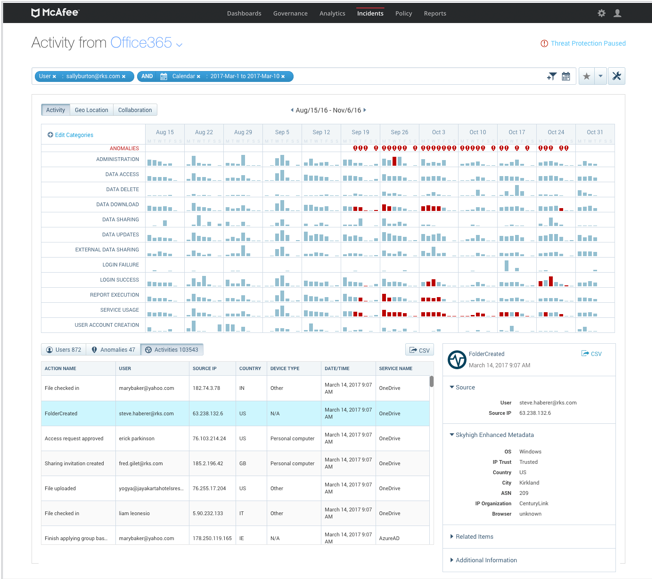 McAfee
Dashboards Governance Analytics Incidents Policy Reports
Activity from Office365
Threat Protection Paused
User × sallyburton@rks.com × AND Calendar × 2017-Mar-1 to 2017-Mar-10 ×
Activity Geo Location Collaboration
Aug/15/16 - Nov/6/16
Edit Categories Aug 15 Aug 22 Aug 29 Sep 5 Sep 12 Sep 19 Sep 26 Oct 3 Oct 10 Oct 17 Oct 24 Oct 31
ANOMALIES
ADMINISTRATION
DATA ACCESS
DATA DELETE
DATA DOWNLOAD
DATA SHARING
DATA UPDATES
EXTERNAL DATA SHARING
LOGIN FAILURE
LOGIN SUCCESS
REPORT EXECUTION
SERVICE USAGE
USER ACCOUNT CREATION
Users 872 Anomalies 47 Activities 103543 CSV
ACTION NAME USER SOURCE IP COUNTRY DEVICE TYPE DATE/TIME SERVICE NAME
File checked in marybaker@yahoo.com 182.74.3.78 IN Other March 14, 2017 9:07 AM OneDrive
FolderCreated steve.haberer@rks.com 63.238.132.6 US N/A March 14, 2017 9:07 AM OneDrive
Access request approved erick parkinson 76.103.214.24 US Personal computer March 14, 2017 9:07 AM OneDrive
Sharing invitation created fred.gilet@rks.com 185.2.196.42 GB Personal computer March 14, 2017 9:07 AM OneDrive
File uploaded yogya@jayakartahotelsres... 76.255.17.204 US Other March 14, 2017 9:07 AM OneDrive
File checked in liam leonesio 5.90.232.133 IT Other March 14, 2017 9:07 AM OneDrive
Finish applying group bas... marybaker@yahoo.com 178.250.119.165 IE N/A March 14, 2017 9:07 AM AzureAD
FolderCreated CSV
March 14, 2017 9:07 AM
Source
User steve.haberer@rks.com
Source IP 63.238.132.6
Skyhigh Enhanced Metadata
OS Windows
IP Trust Trusted
Country US
City Kirkland
ASN 209
IP Organization CenturyLink
Browser unknown
Related Items
Additional Information